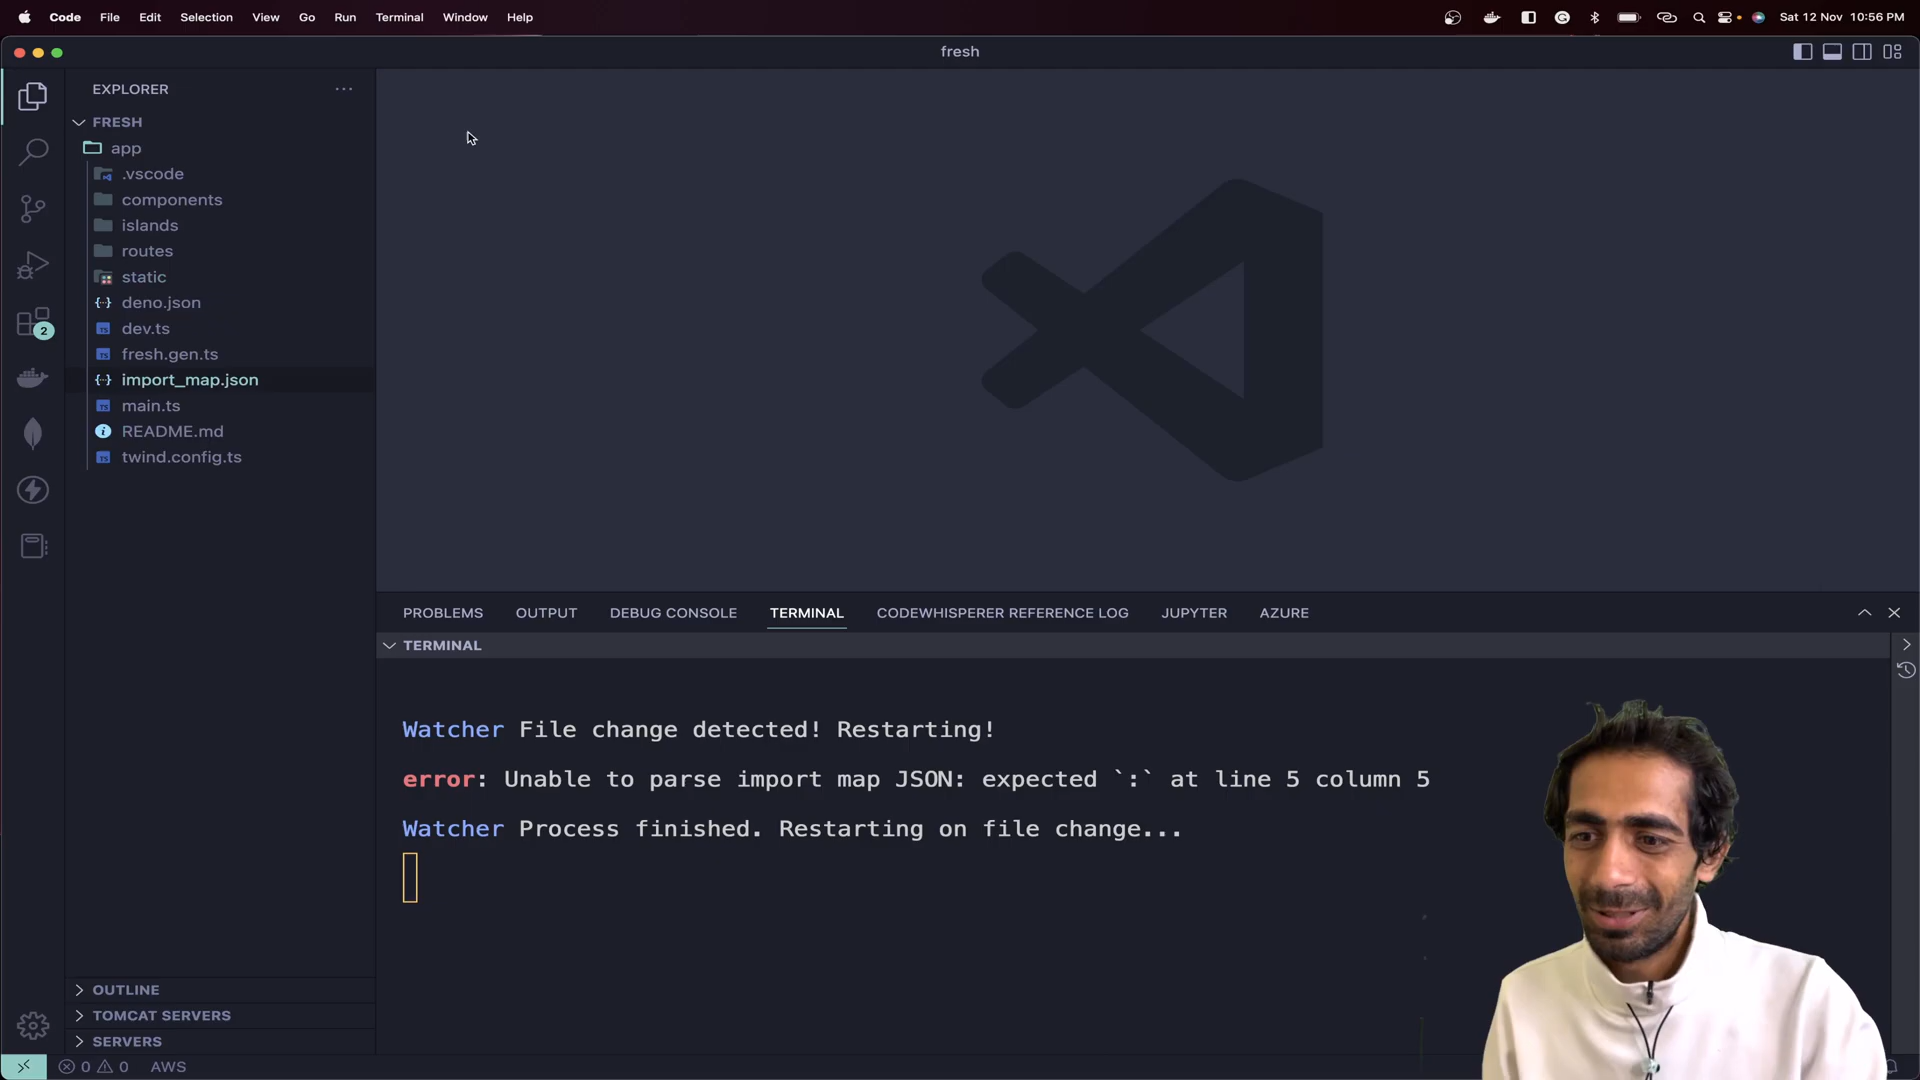 Code File Edit Selection View Go Run Terminal Window Help Sat 12 Nov 10:56 PM
fresh
EXPLORER
FRESH
app
.vscode
components
islands
routes
static
deno.json
dev.ts
fresh.gen.ts
import_map.json
main.ts
README.md
twind.config.ts
2
OUTLINE
TOMCAT SERVERS
SERVERS
PROBLEMS OUTPUT DEBUG CONSOLE TERMINAL CODEWHISPERER REFERENCE LOG JUPYTER AZURE
TERMINAL
Watcher File change detected! Restarting!
error: Unable to parse import map JSON: expected `:` at line 5 column 5
Watcher Process finished. Restarting on file change...
0 0 AWS